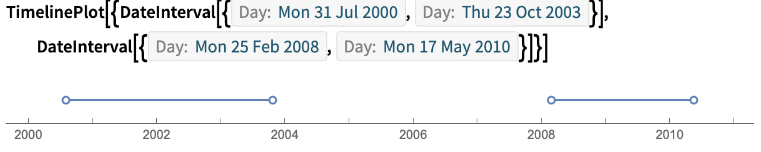 TimelinePlot[{DateInterval[{ Day: Mon 31 Jul 2000 , Day: Thu 23 Oct 2003 }],
DateInterval[{ Day: Mon 25 Feb 2008 , Day: Mon 17 May 2010 }]}]
2000 2002 2004 2006 2008 2010